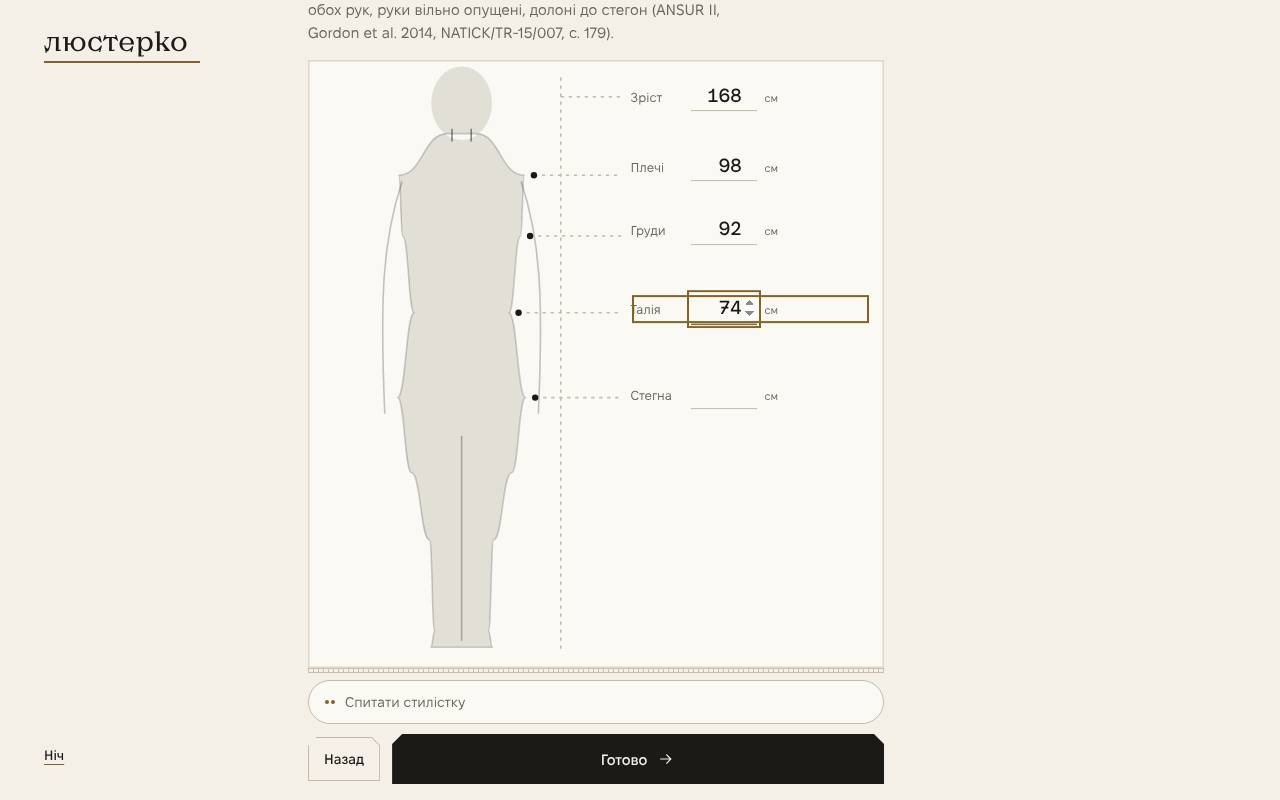 обох рук, руки вільно опущені, долоні до стегон (ANSUR II,
люстерко
Gordon et al. 2014, NATICK/TR-15/007, с. 179).
Зріст 168 см
Плечі 98 см
Груди 92 см
Талія 74 см
Стегна см
Спитати стилістку
Ніч
Назад
Готово →